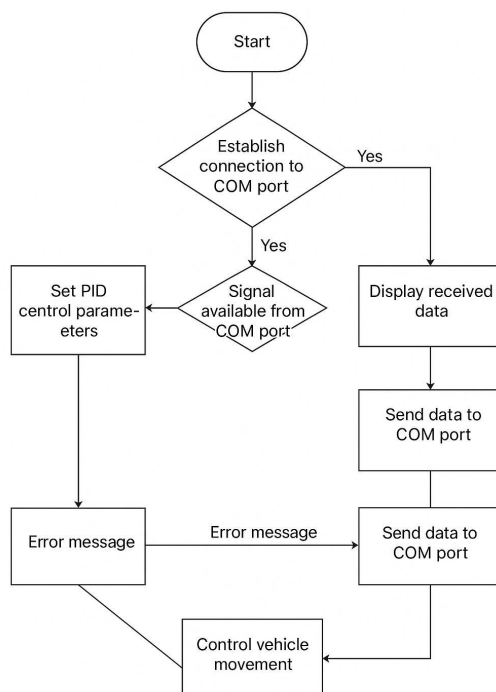 Start
Establish
connection to
COM port
Yes
Yes
Set PID
central parame-
eters
Signal
available from
COM port
Display received
data
Send data to
COM port
Error message
Error message
Send data to
COM port
Control vehicle
movement